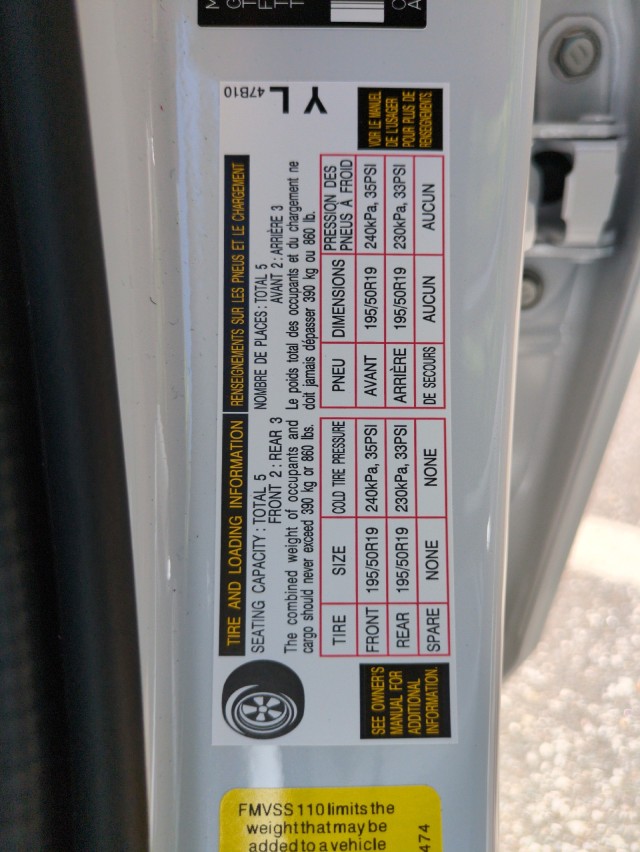 TIRE AND LOADING INFORMATION
RENSEIGNEMENTS SUR LES PNEUS ET LE CHARGEMENT
SEATING CAPACITY: TOTAL 5
FRONT 2: REAR 3
The combined weight of occupants and
cargo should never exceed 390 kg or 860 lbs.
NOMBRE DE PLACES: TOTAL 5
AVANT 2: ARRIÈRE 3
Le poids total des occupants et du chargement ne
doit jamais dépasser 390 kg ou 860 lb.
TIRE SIZE COLD TIRE PRESSURE
FRONT 195/50R19 240kPa, 35PSI
REAR 195/50R19 230kPa, 33PSI
SPARE NONE NONE
PNEU DIMENSIONS PRESSION DES
PNEUS À FROID
AVANT 195/50R19 240kPa, 35PSI
ARRIÈRE 195/50R19 230kPa, 33PSI
DE SECOURS AUCUN AUCUN
SEE OWNER'S
MANUAL FOR
ADDITIONAL
INFORMATION.
VOIR LE MANUEL
DE L'USAGER
POUR PLUS DE
RENSEIGNEMENTS
47B10
YL
FMVSS 110 limits the
weight that may be
added to a vehicle
474